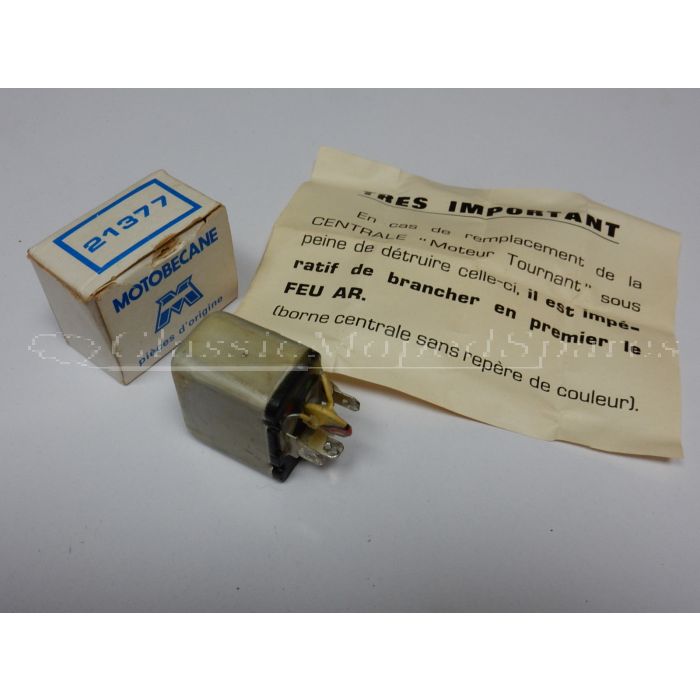 21377
MOTOBECANE
M
pièces d'origine
TRES IMPORTANT
En cas de remplacement de la
CENTRALE "Moteur Tournant" sous
peine de détruire celle-ci, il est impé-
ratif de brancher en premier le
FEU AR.
(borne centrale sans repère de couleur).
ClassicMopedSpares